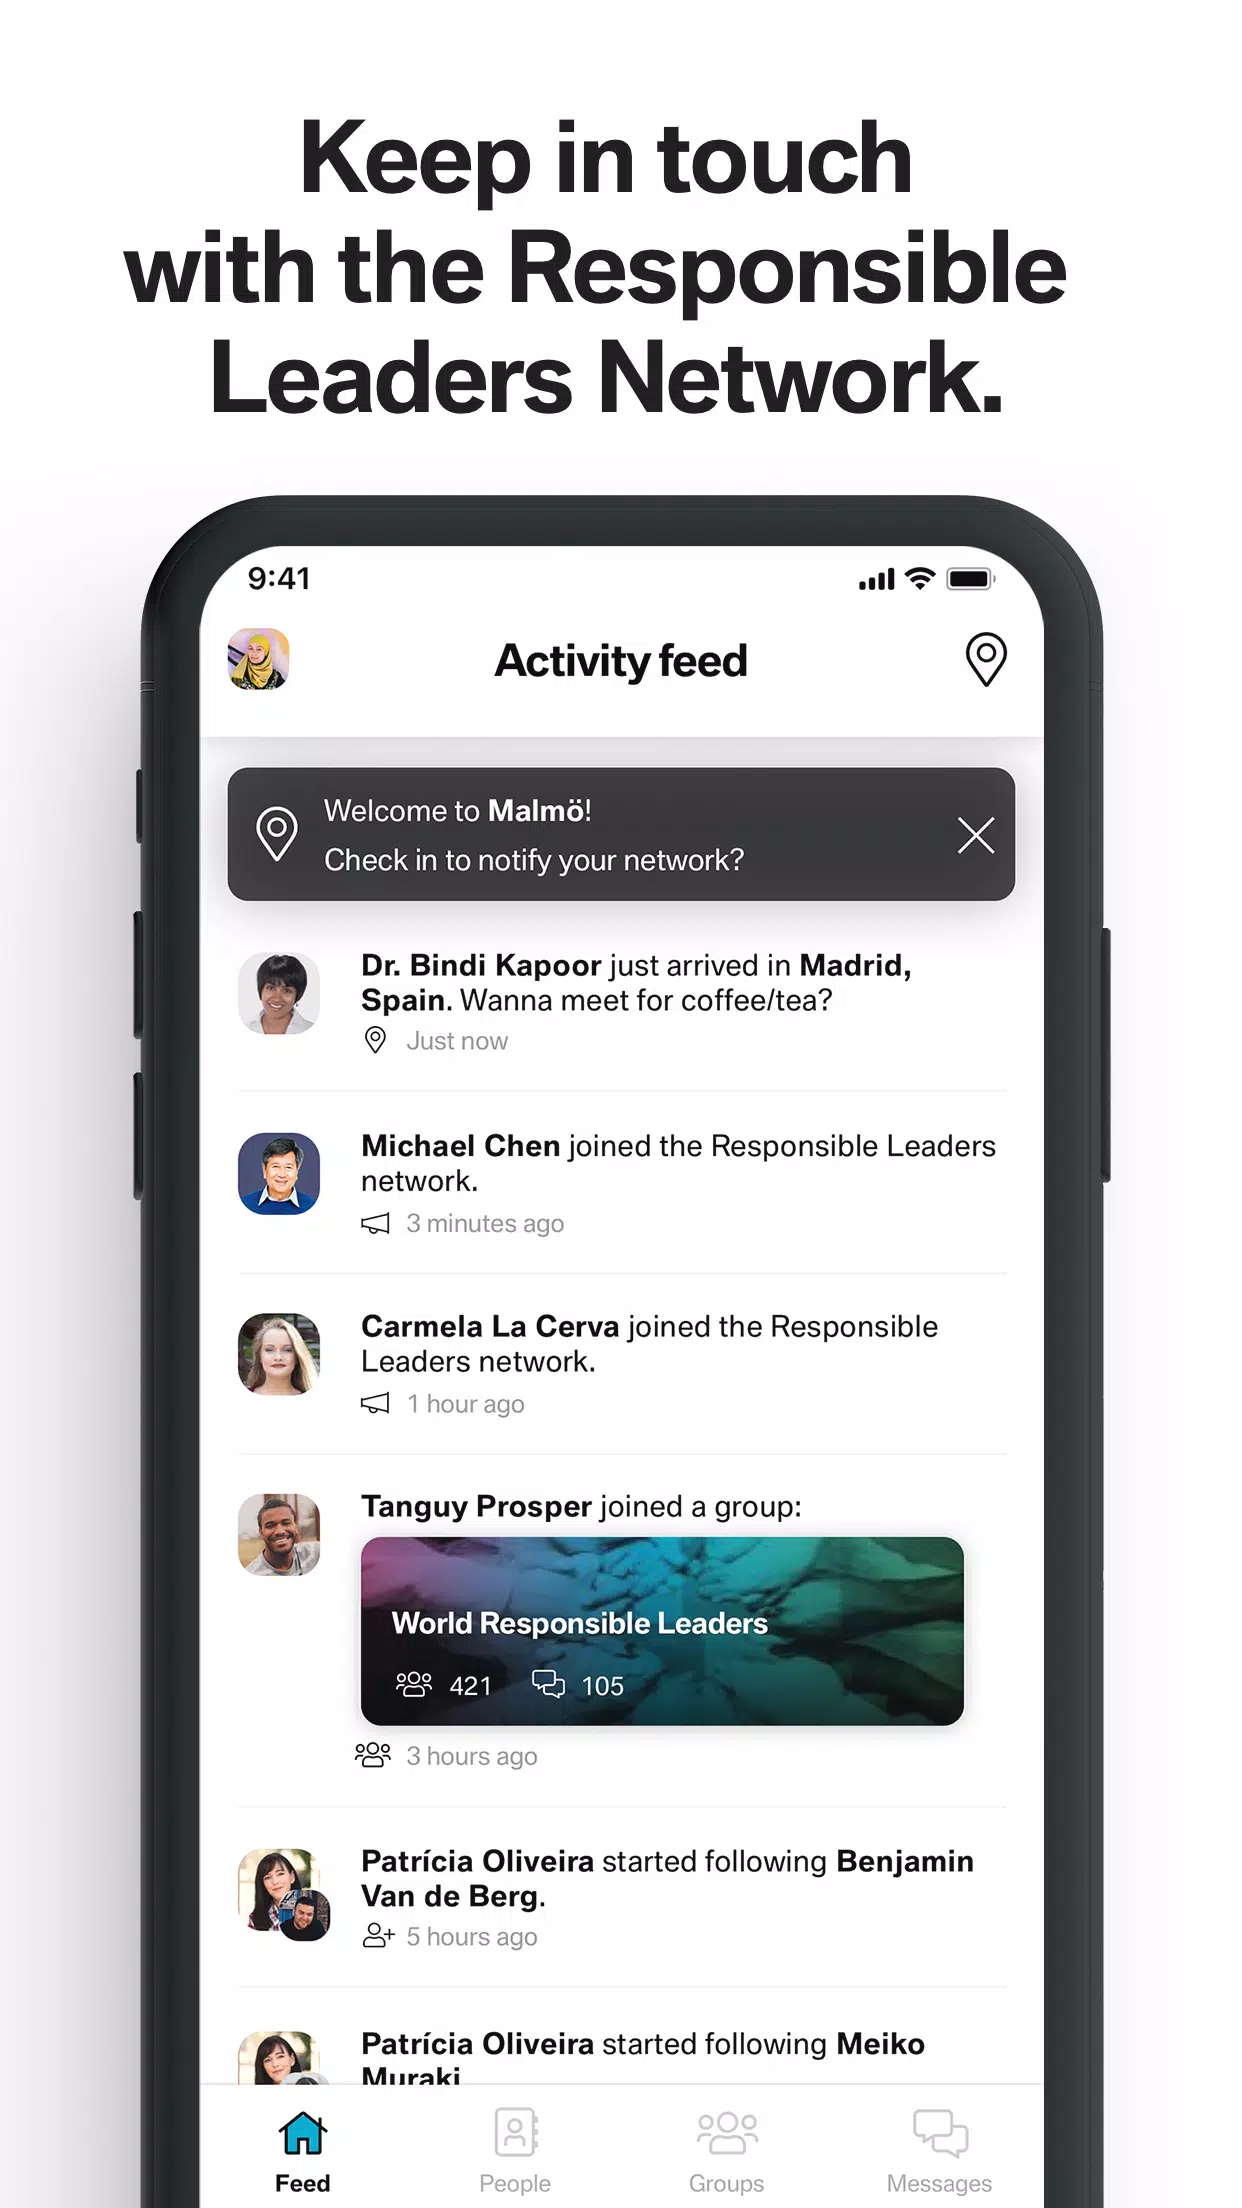 Keep in touch
with the Responsible
Leaders Network.
9:41
Activity feed
Welcome to Malmö!
Check in to notify your network?
Dr. Bindi Kapoor just arrived in Madrid,
Spain. Wanna meet for coffee/tea?
Just now
Michael Chen joined the Responsible Leaders
network.
3 minutes ago
Carmela La Cerva joined the Responsible
Leaders network.
1 hour ago
Tanguy Prosper joined a group:
World Responsible Leaders
421 105
3 hours ago
Patrícia Oliveira started following Benjamin
Van de Berg.
5 hours ago
Patrícia Oliveira started following Meiko
Muraki
Feed People Groups Messages